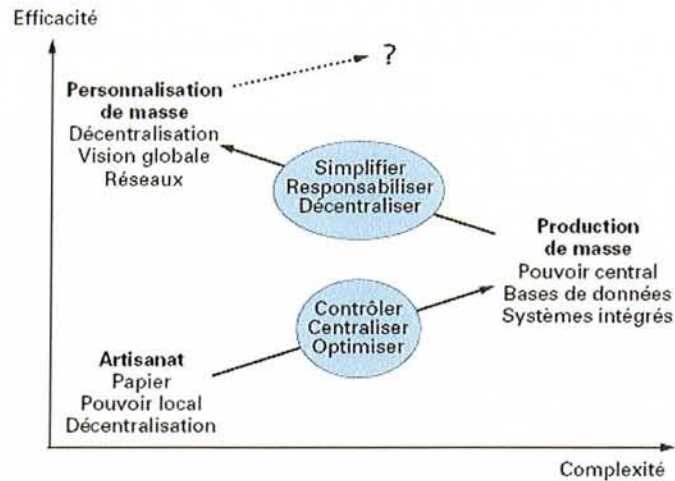 Efficacité
?
Personnalisation
de masse
Décentralisation
Vision globale
Réseaux
Simplifier
Responsabiliser
Décentraliser
Production
de masse
Pouvoir central
Bases de données
Systèmes intégrés
Contrôler
Centraliser
Optimiser
Artisanat
Papier
Pouvoir local
Décentralisation
Complexité